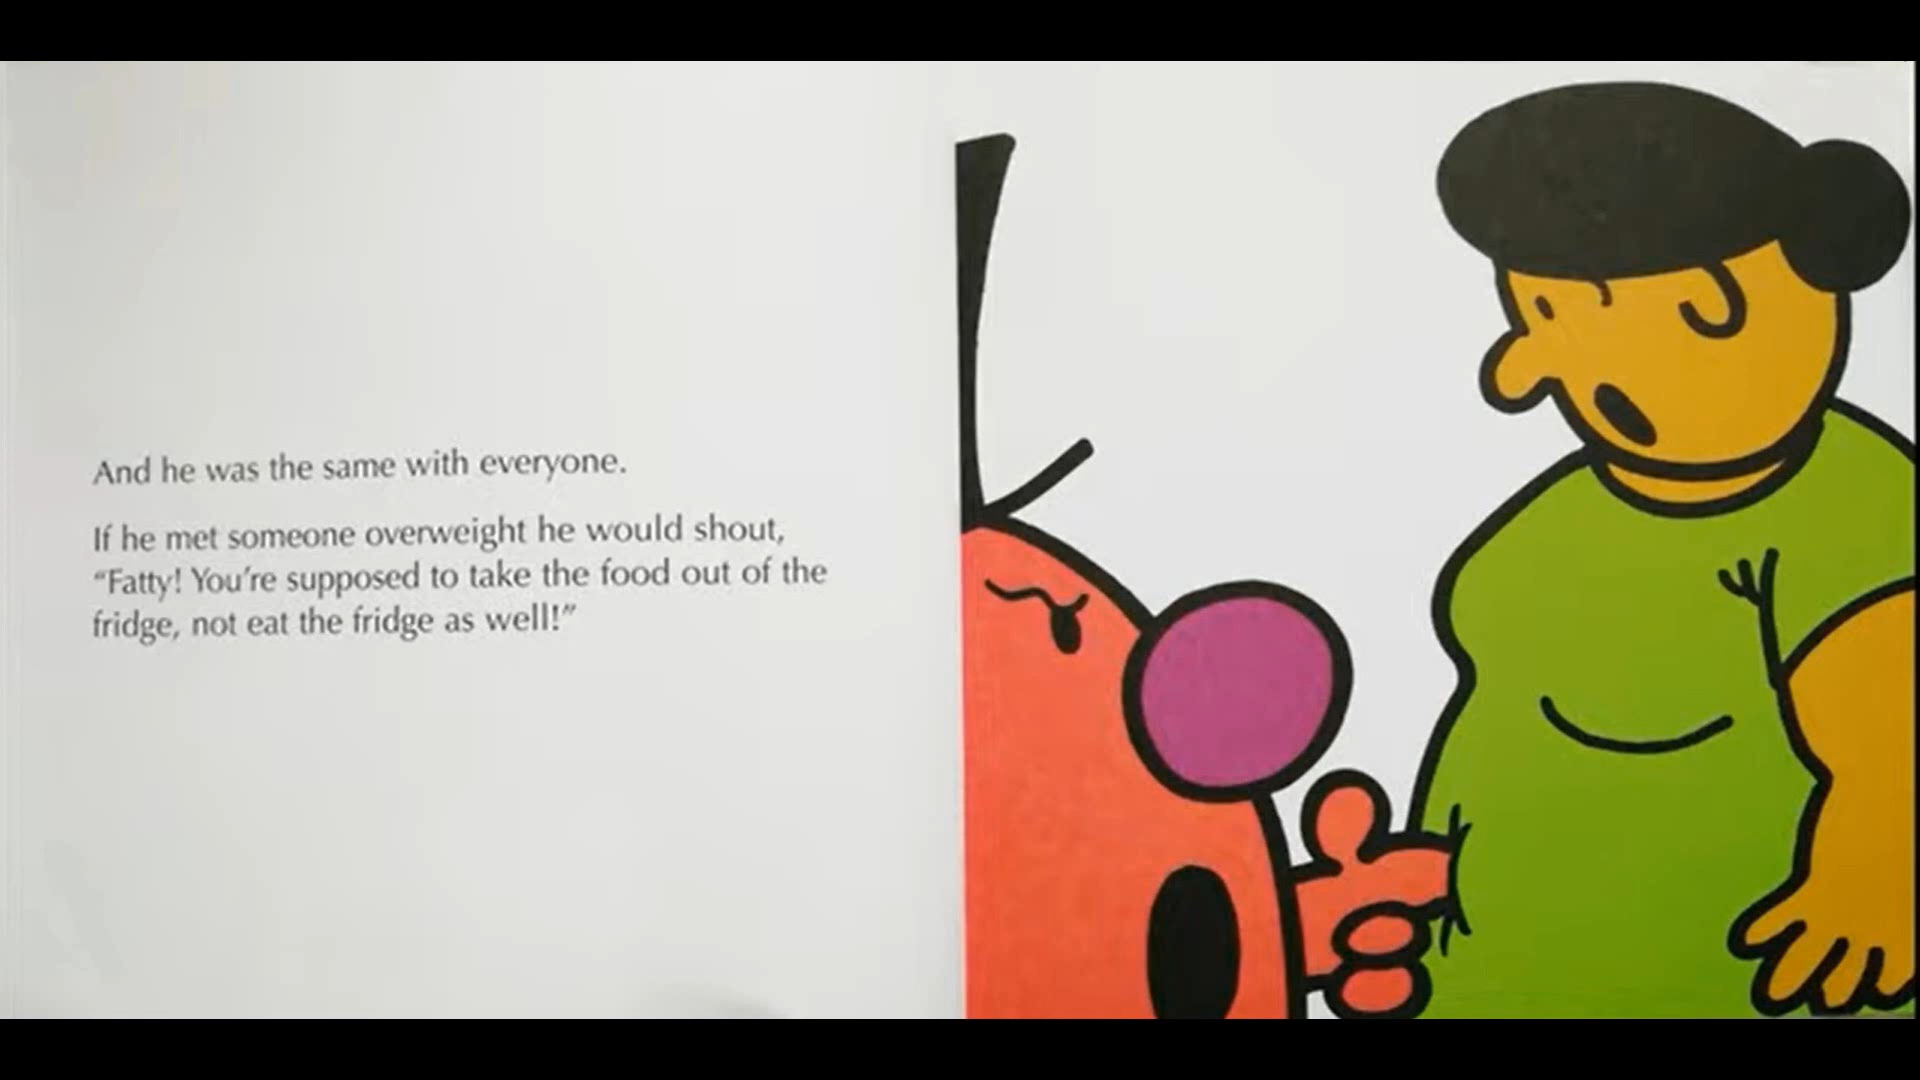 And he was the same with everyone.
If he met someone overweight he would shout,
“Fatty! You’re supposed to take the food out of the
fridge, not eat the fridge as well!”